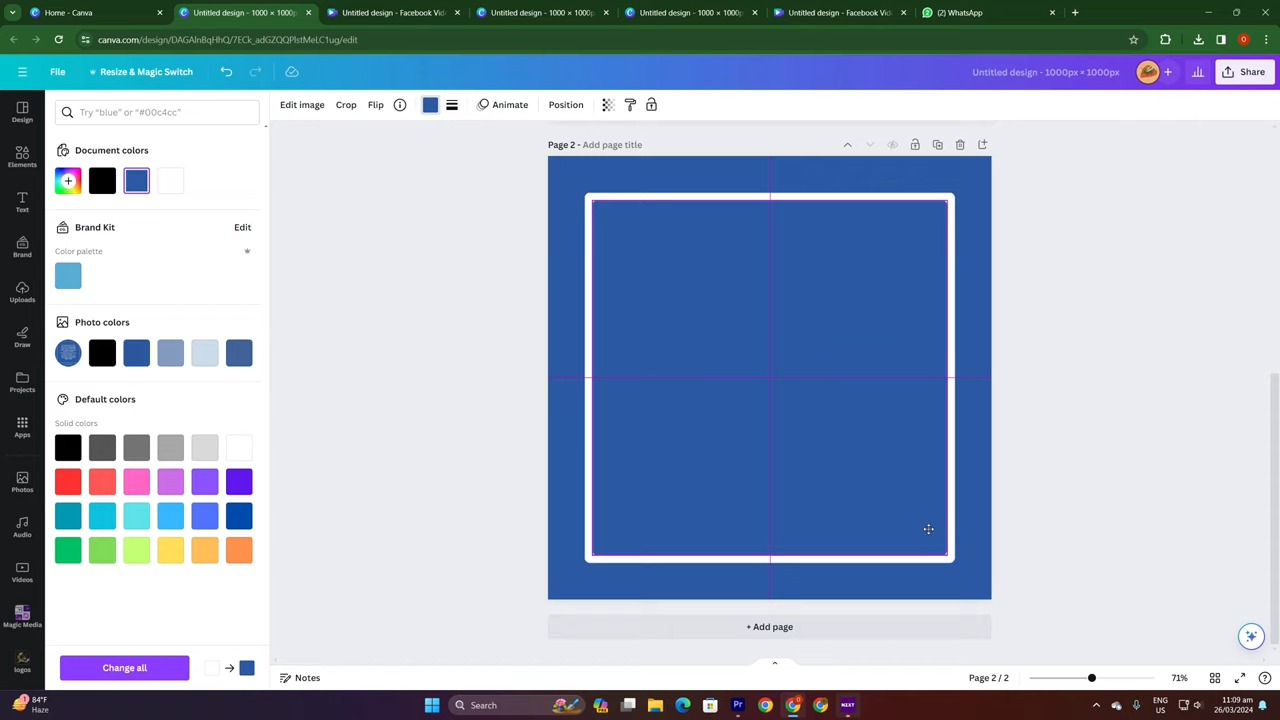 Home - Canva
Untitled design - 1000 × 1000p
Untitled design - Facebook Vide
Untitled design - 1000 × 1000p
Untitled design - 1000 × 1000p
Untitled design - Facebook Vide
(2) WhatsApp
canva.com/design/
File
Resize & Magic Switch
Untitled design - 1000px × 1000px
Share
Try "blue" or "#00c4cc"
Edit image
Crop
Flip
Animate
Position
Design
Elements
Text
Brand
Uploads
Draw
Projects
Apps
Photos
Audio
Videos
Magic Media
logos
Document colors
Brand Kit
Edit
Color palette
Photo colors
Default colors
Solid colors
Change all
Page 2 - Add page title
+ Add page
Notes
Page 2 / 2
71%
84°F
Haze
Search
NEXT
ENG
US
11:09 am
26/03/2024